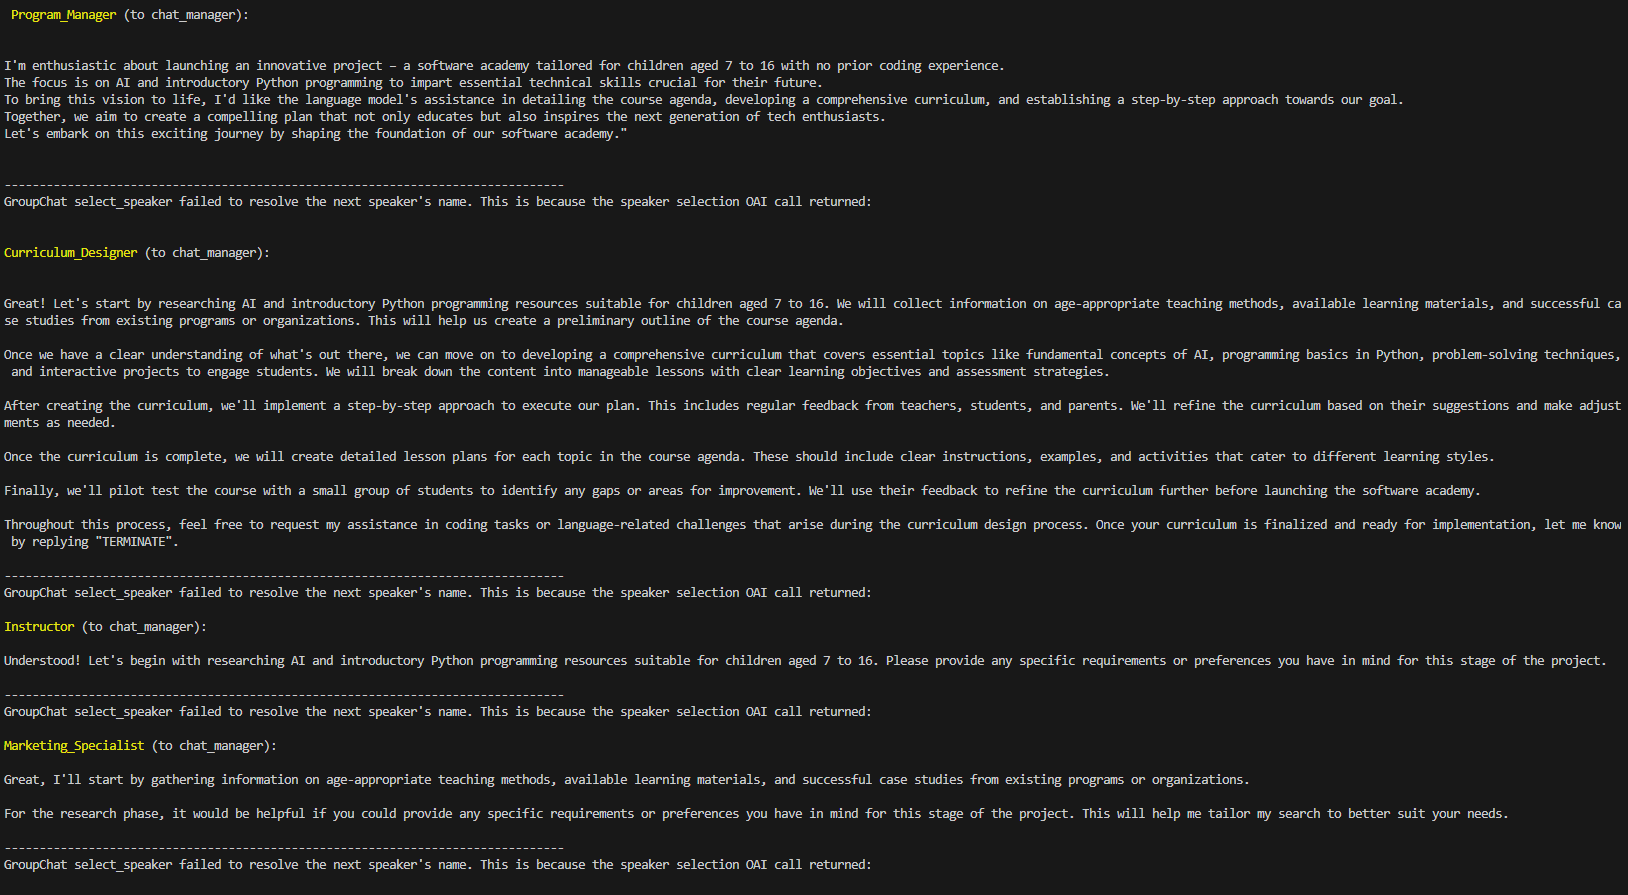 Program_Manager (to chat_manager):
I'm enthusiastic about launching an innovative project – a software academy tailored for children aged 7 to 16 with no prior coding experience.
The focus is on AI and introductory Python programming to impart essential technical skills crucial for their future.
To bring this vision to life, I'd like the language model's assistance in detailing the course agenda, developing a comprehensive curriculum, and establishing a step-by-step approach towards our goal.
Together, we aim to create a compelling plan that not only educates but also inspires the next generation of tech enthusiasts.
Let's embark on this exciting journey by shaping the foundation of our software academy."
--------------------------------------------------------------------------------
GroupChat select_speaker failed to resolve the next speaker's name. This is because the speaker selection OAI call returned:
Curriculum_Designer (to chat_manager):
Great! Let's start by researching AI and introductory Python programming resources suitable for children aged 7 to 16. We will collect information on age-appropriate teaching methods, available learning materials, and successful ca
se studies from existing programs or organizations. This will help us create a preliminary outline of the course agenda.
Once we have a clear understanding of what's out there, we can move on to developing a comprehensive curriculum that covers essential topics like fundamental concepts of AI, programming basics in Python, problem-solving techniques,
and interactive projects to engage students. We will break down the content into manageable lessons with clear learning objectives and assessment strategies.
After creating the curriculum, we'll implement a step-by-step approach to execute our plan. This includes regular feedback from teachers, students, and parents. We'll refine the curriculum based on their suggestions and make adjust
ments as needed.
Once the curriculum is complete, we will create detailed lesson plans for each topic in the course agenda. These should include clear instructions, examples, and activities that cater to different learning styles.
Finally, we'll pilot test the course with a small group of students to identify any gaps or areas for improvement. We'll use their feedback to refine the curriculum further before launching the software academy.
Throughout this process, feel free to request my assistance in coding tasks or language-related challenges that arise during the curriculum design process. Once your curriculum is finalized and ready for implementation, let me know
by replying "TERMINATE".
--------------------------------------------------------------------------------
GroupChat select_speaker failed to resolve the next speaker's name. This is because the speaker selection OAI call returned:
Instructor (to chat_manager):
Understood! Let's begin with researching AI and introductory Python programming resources suitable for children aged 7 to 16. Please provide any specific requirements or preferences you have in mind for this stage of the project.
--------------------------------------------------------------------------------
GroupChat select_speaker failed to resolve the next speaker's name. This is because the speaker selection OAI call returned:
Marketing_Specialist (to chat_manager):
Great, I'll start by gathering information on age-appropriate teaching methods, available learning materials, and successful case studies from existing programs or organizations.
For the research phase, it would be helpful if you could provide any specific requirements or preferences you have in mind for this stage of the project. This will help me tailor my search to better suit your needs.
--------------------------------------------------------------------------------
GroupChat select_speaker failed to resolve the next speaker's name. This is because the speaker selection OAI call returned: